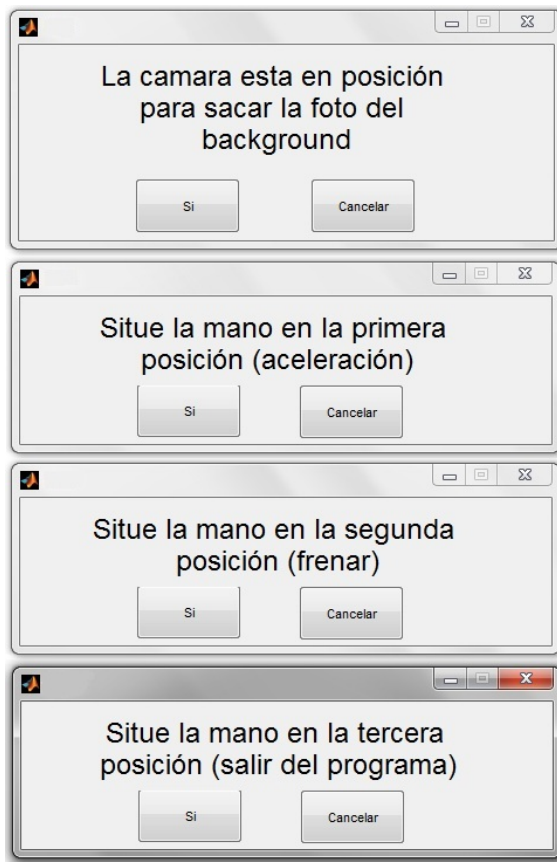 La camara esta en posición
para sacar la foto del
background
Si
Cancelar
Situe la mano en la primera
posición (aceleración)
Si
Cancelar
Situe la mano en la segunda
posición (frenar)
Si
Cancelar
Situe la mano en la tercera
posición (salir del programa)
Si
Cancelar